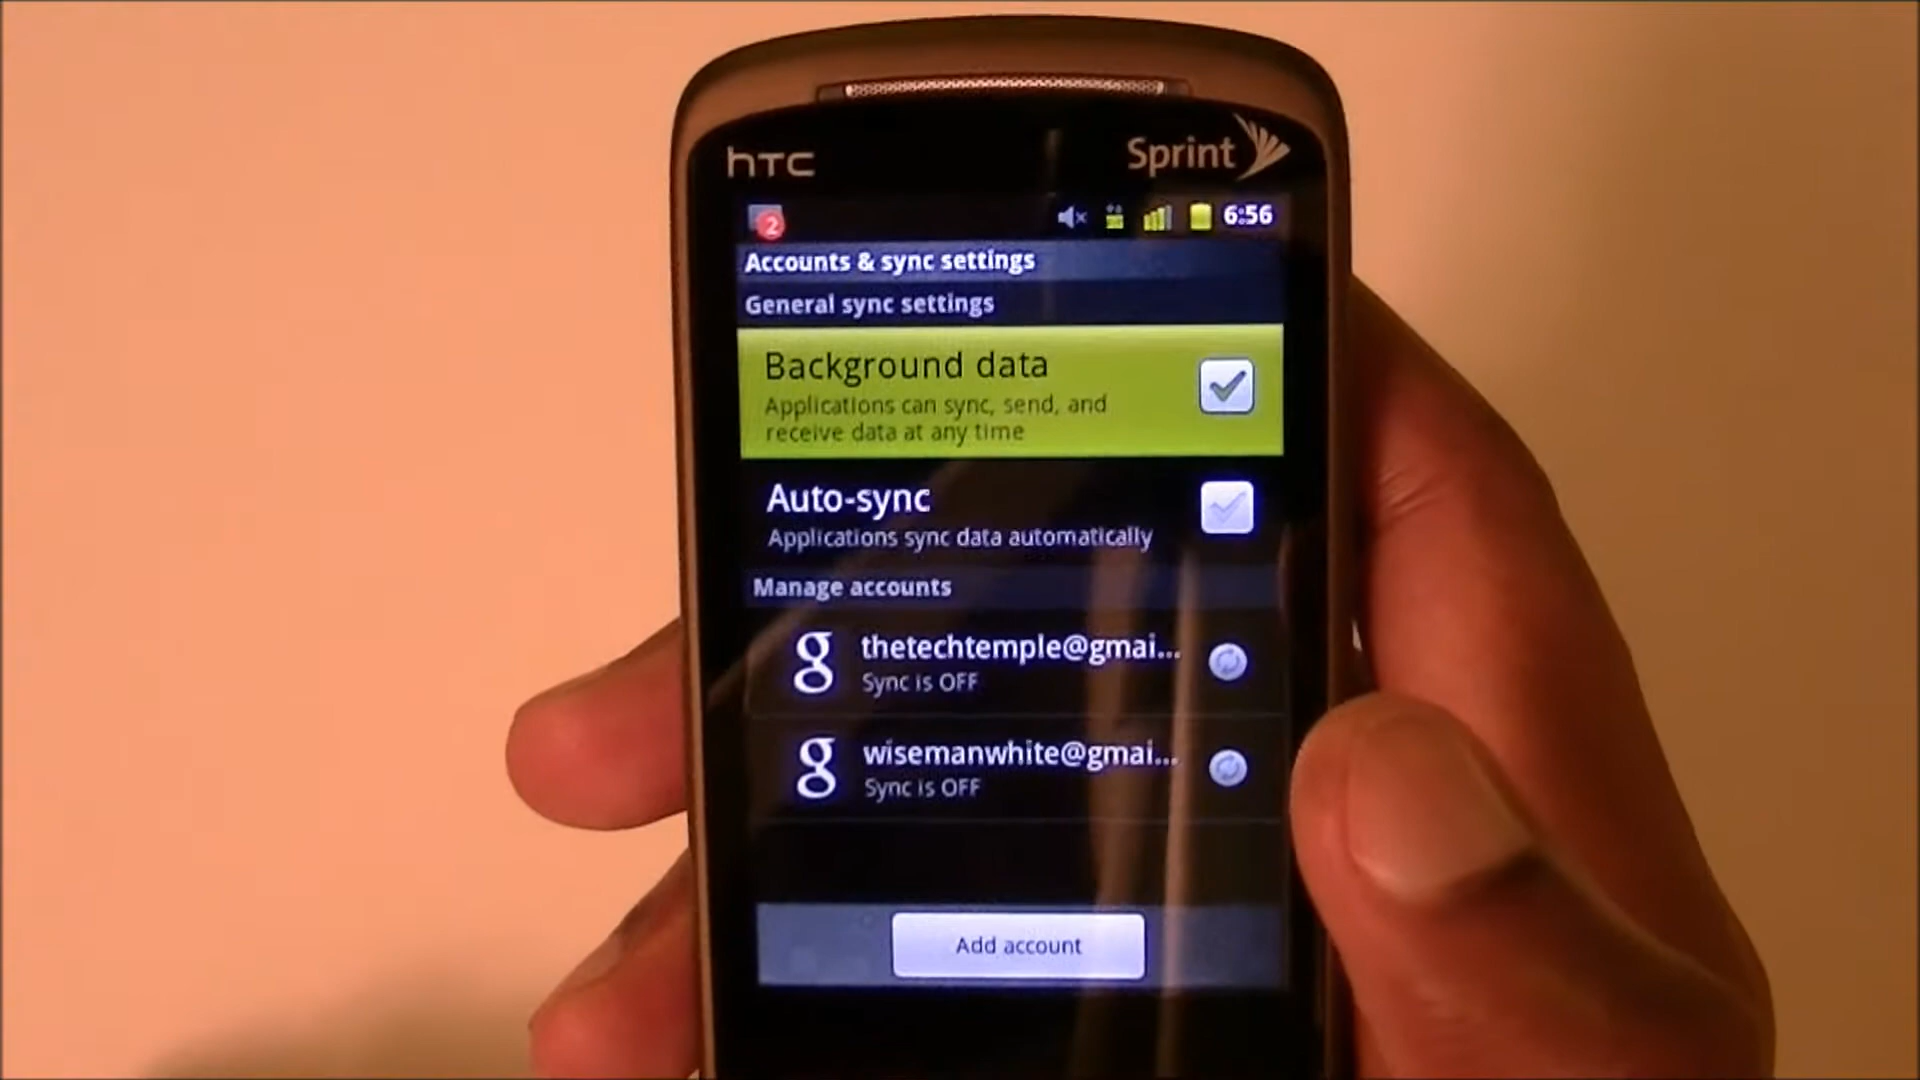 hTC
Sprint
2
6:56
Accounts & sync settings
General sync settings
Background data
Applications can sync, send, and
receive data at any time
Auto-sync
Applications sync data automatically
Manage accounts
g
thetechtemple@gmai...
Sync is OFF
g
wisemanwhite@gmai...
Sync is OFF
Add account